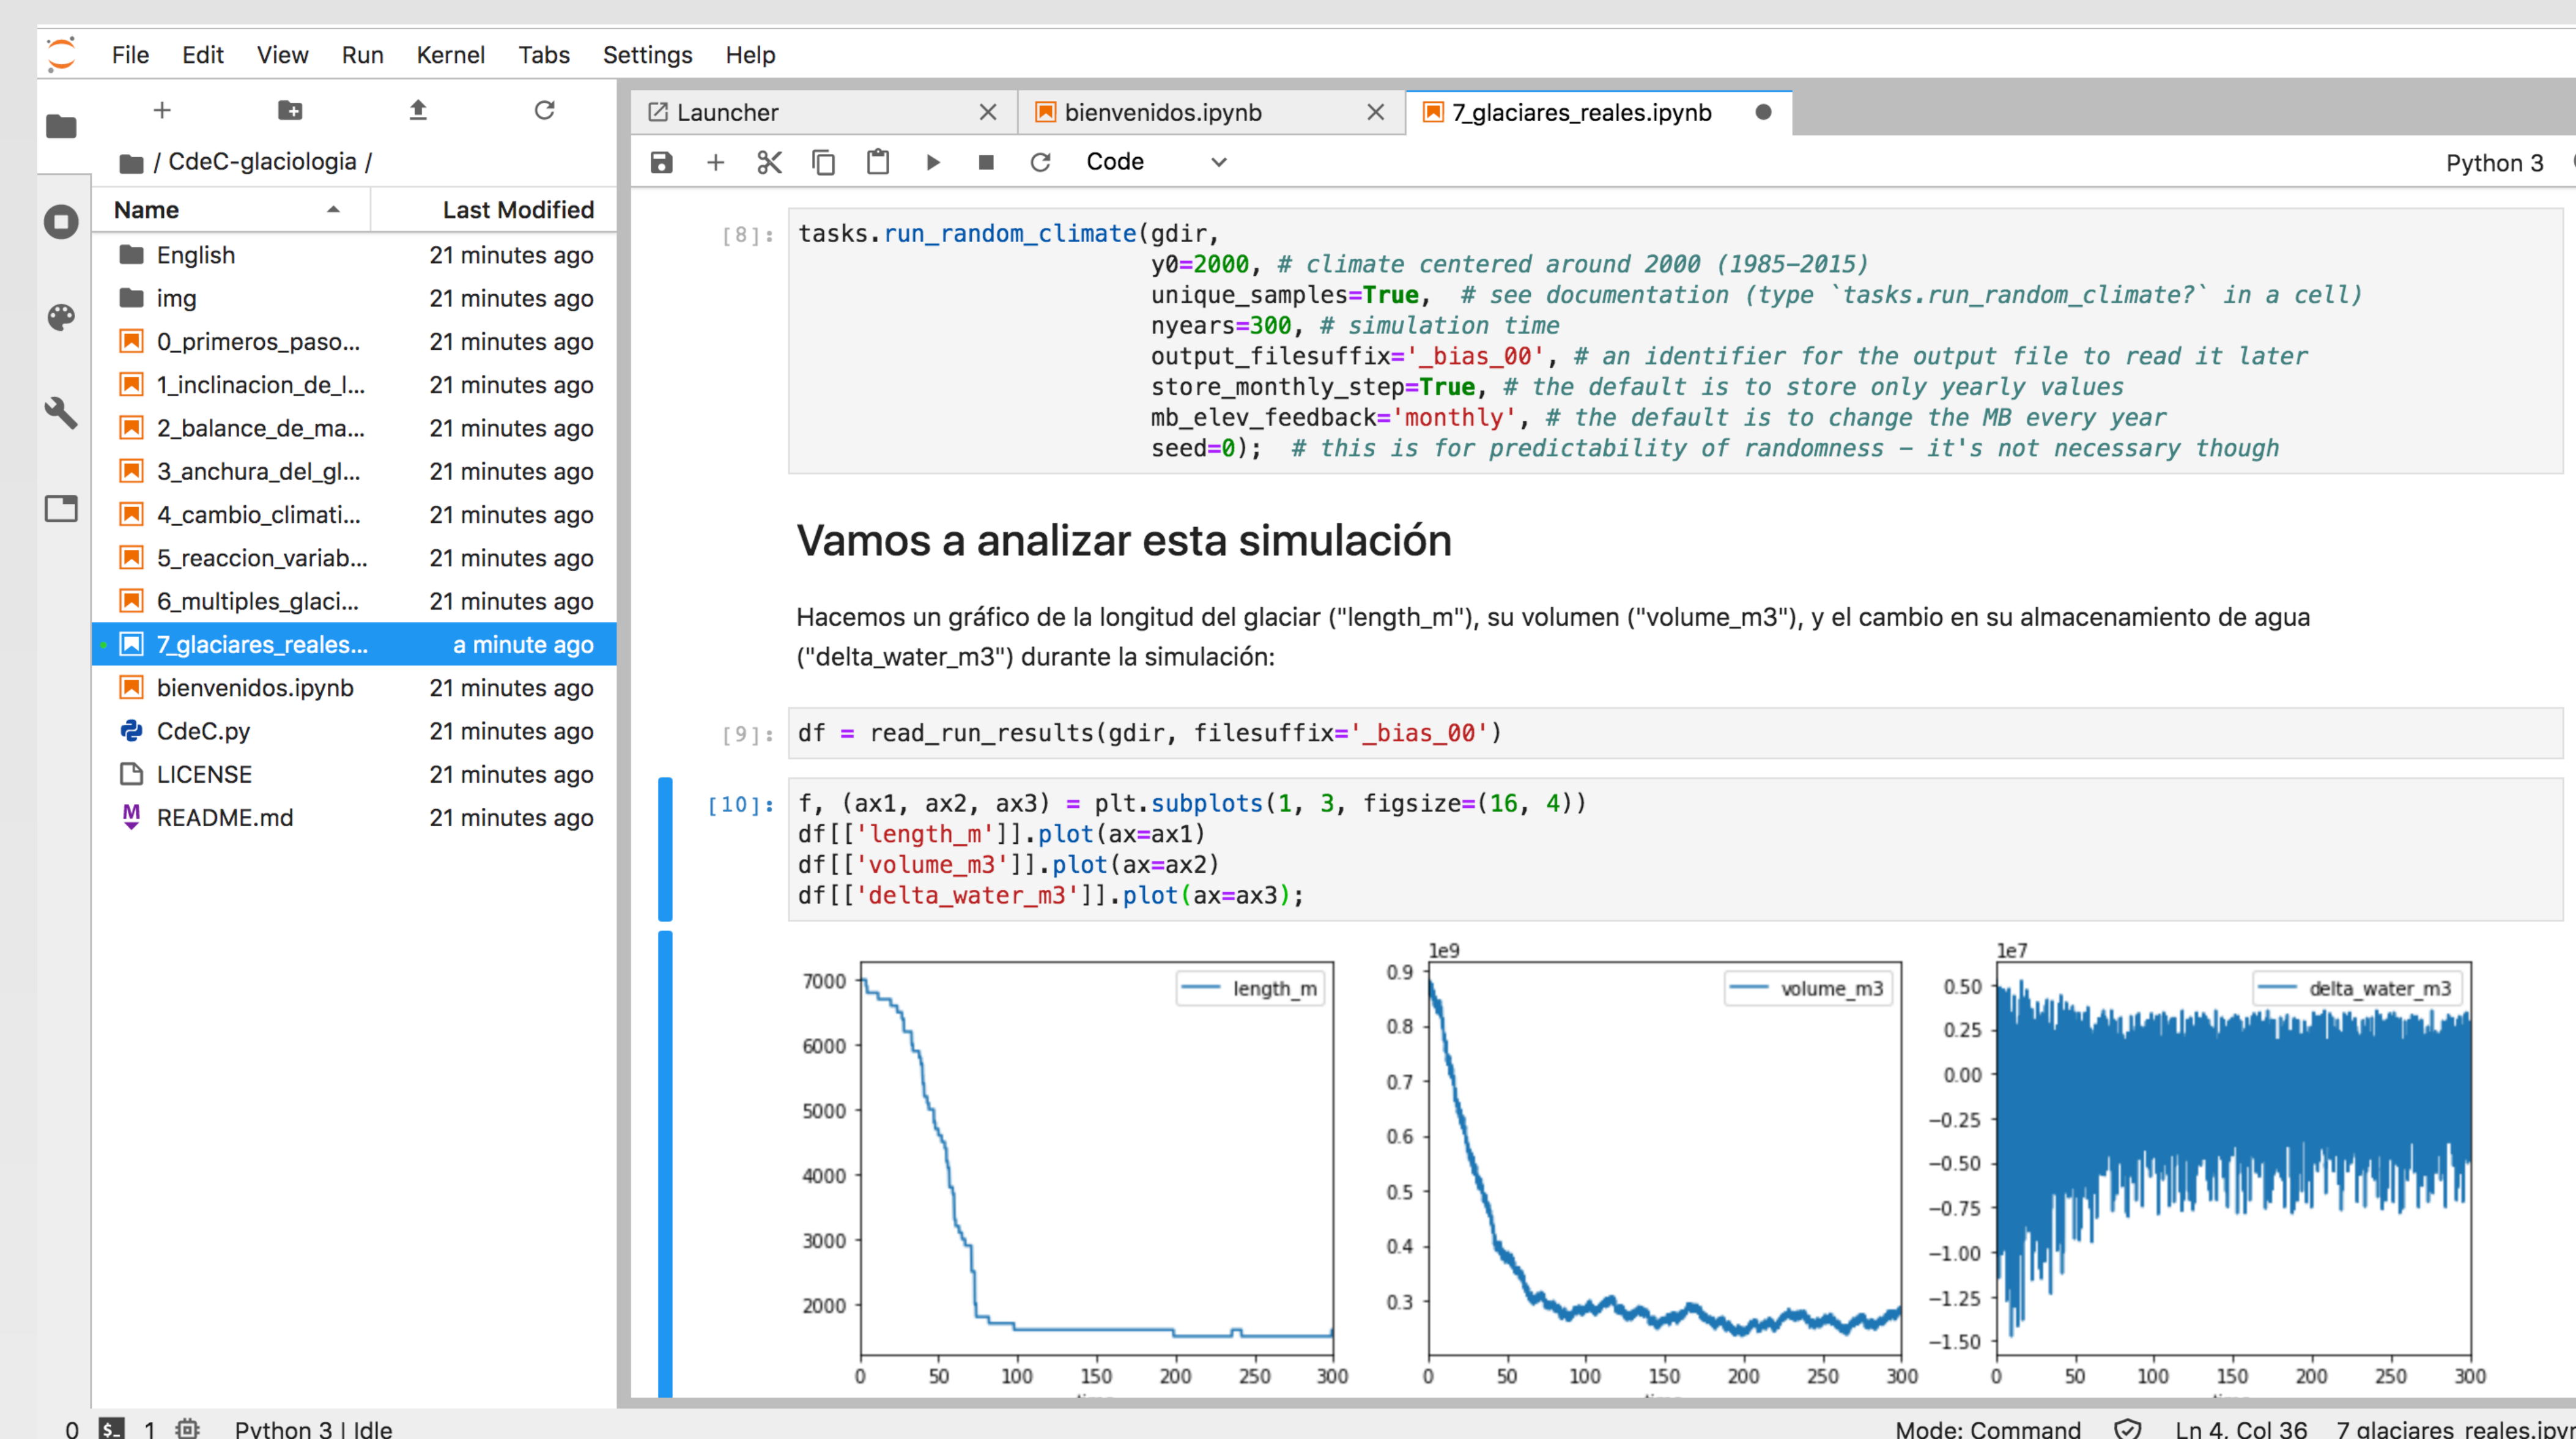 File Edit View Run Kernel Tabs Settings Help
/ CdeC-glaciologia /
Name Last Modified
English 21 minutes ago
img 21 minutes ago
0_primeros_paso... 21 minutes ago
1_inclinacion_de_l... 21 minutes ago
2_balance_de_ma... 21 minutes ago
3_anchura_del_gl... 21 minutes ago
4_cambio_climati... 21 minutes ago
5_reaccion_variab... 21 minutes ago
6_multiples_glaci... 21 minutes ago
7_glaciares_reales... a minute ago
bienvenidos.ipynb 21 minutes ago
CdeC.py 21 minutes ago
LICENSE 21 minutes ago
M README.md 21 minutes ago
Launcher bienvenidos.ipynb 7_glaciares_reales.ipynb
Code Python 3
[8]: tasks.run_random_climate(gdir,
y0=2000, # climate centered around 2000 (1985–2015)
unique_samples=True,  # see documentation (type `tasks.run_random_climate?` in a cell)
nyears=300, # simulation time
output_filesuffix='_bias_00', # an identifier for the output file to read it later
store_monthly_step=True, # the default is to store only yearly values
mb_elev_feedback='monthly', # the default is to change the MB every year
seed=0);  # this is for predictability of randomness – it's not necessary though
Vamos a analizar esta simulación
Hacemos un gráfico de la longitud del glaciar ("length_m"), su volumen ("volume_m3"), y el cambio en su almacenamiento de agua
("delta_water_m3") durante la simulación:
[9]: df = read_run_results(gdir, filesuffix='_bias_00')
[10]: f, (ax1, ax2, ax3) = plt.subplots(1, 3, figsize=(16, 4))
df[['length_m']].plot(ax=ax1)
df[['volume_m3']].plot(ax=ax2)
df[['delta_water_m3']].plot(ax=ax3);
length_m
7000
6000
5000
4000
3000
2000
0 50 100 150 200 250 300
1e9
volume_m3
0.9
0.8
0.7
0.6
0.5
0.4
0.3
0 50 100 150 200 250 300
1e7
delta_water_m3
0.50
0.25
0.00
−0.25
−0.50
−0.75
−1.00
−1.25
−1.50
0 50 100 150 200 250 300
0 $_ 1 Python 3 | Idle Mode: Command Ln 4, Col 36 7_glaciares_reales.ipyn